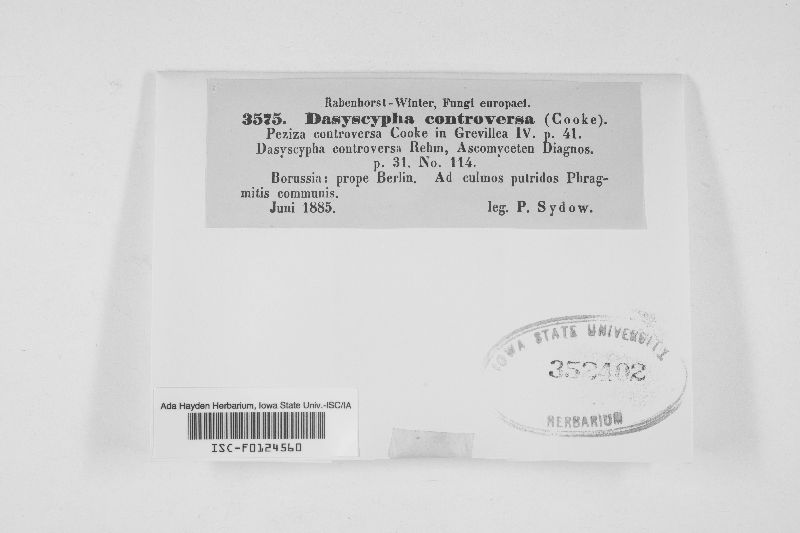 Rabenhorst-Winter, Fungi europaei.
3575. Dasyscypha controversa (Cooke).
Peziza controversa Cooke in Grevillea IV. p. 41.
Dasyscypha controversa Rehm, Ascomyceten Diagnos.
p. 31. No. 114.
Borussia: prope Berlin. Ad culmos putridos Phrag-
mitis communis.
Juni 1885. leg. P. Sydow.
IOWA STATE UNIVERSITY
352402
HERBARIUM
Ada Hayden Herbarium, Iowa State Univ.-ISC/IA
ISC-F0124560